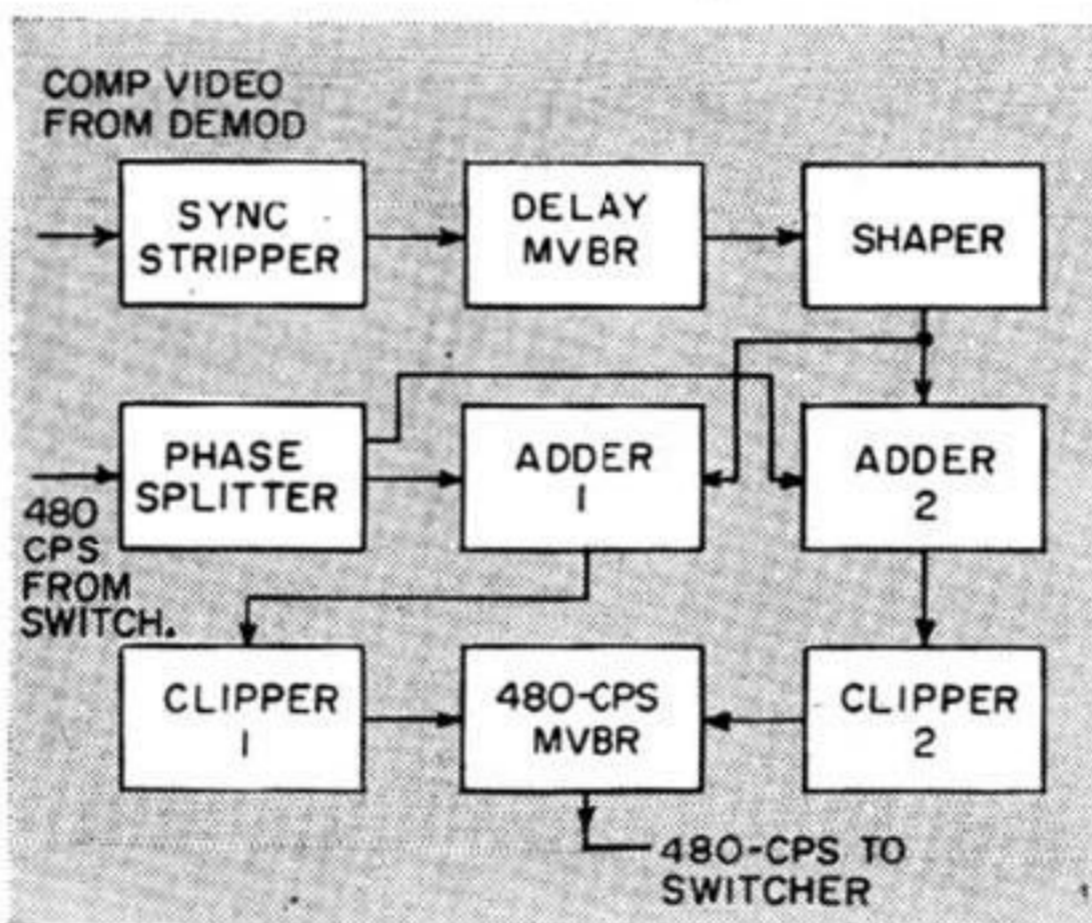 COMP VIDEO
FROM DEMOD
SYNC
STRIPPER
DELAY
MVBR
SHAPER
PHASE
SPLITTER
ADDER
1
ADDER
2
480
CPS
FROM
SWITCH.
CLIPPER
1
480-CPS
MVBR
CLIPPER
2
480-CPS TO
SWITCHER